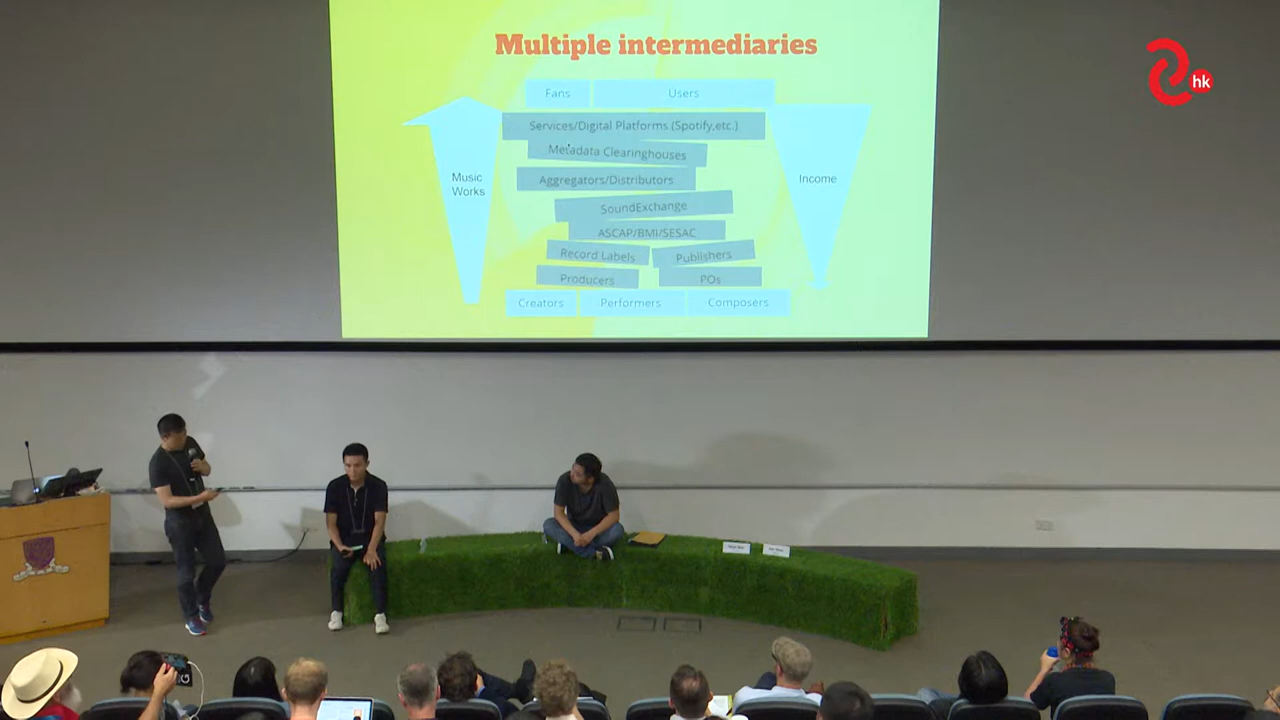 Multiple intermediaries
hk
Fans
Users
Services/Digital Platforms (Spotify,etc.)
Metadata Clearinghouses
Music
Works
Aggregators/Distributors
Income
SoundExchange
ASCAP/BMI/SESAC
Record Labels
Publishers
Producers
POs
Creators
Performers
Composers